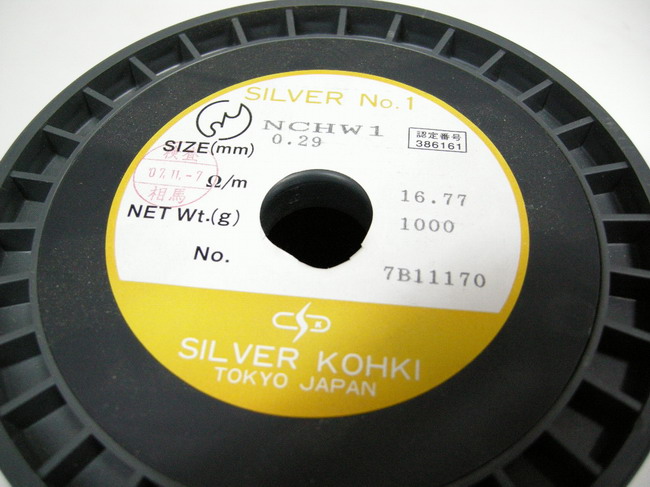 SILVER No.1
NCHW1
認定番号
386161
SIZE(mm) 0.29
検査
07.11.-7
相馬
Ω/m 16.77
NET Wt.(g) 1000
No. 7B11170
SILVER KOHKI
TOKYO JAPAN